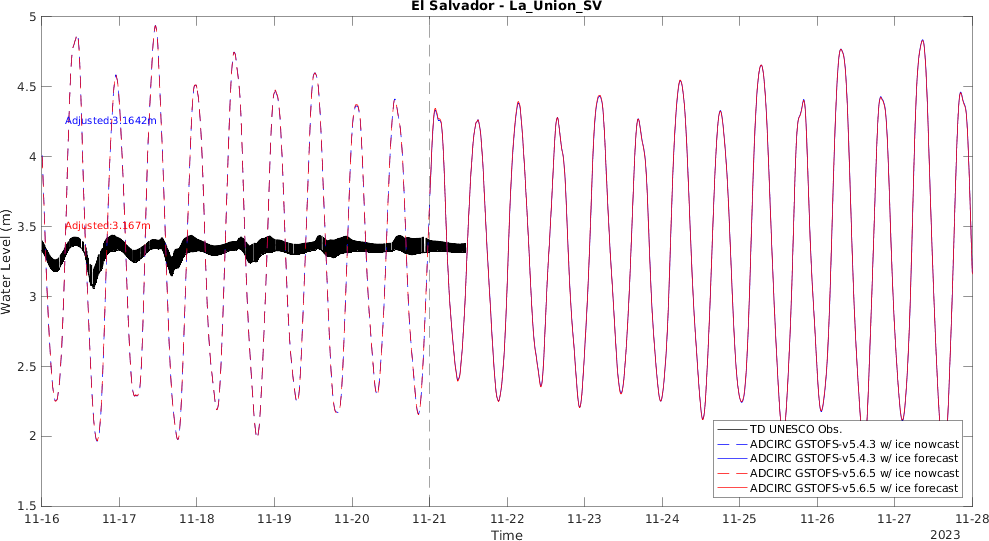 El Salvador - La_Union_SV
5
4.5
4
3.5
3
2.5
2
1.5
Water Level (m)
Adjusted:3.1642m
Adjusted:3.167m
TD UNESCO Obs.
ADCIRC GSTOFS-v5.4.3 w/ ice nowcast
ADCIRC GSTOFS-v5.4.3 w/ ice forecast
ADCIRC GSTOFS-v5.6.5 w/ ice nowcast
ADCIRC GSTOFS-v5.6.5 w/ ice forecast
11-16 11-17 11-18 11-19 11-20 11-21 11-22 11-23 11-24 11-25 11-26 11-27 11-28
Time
2023